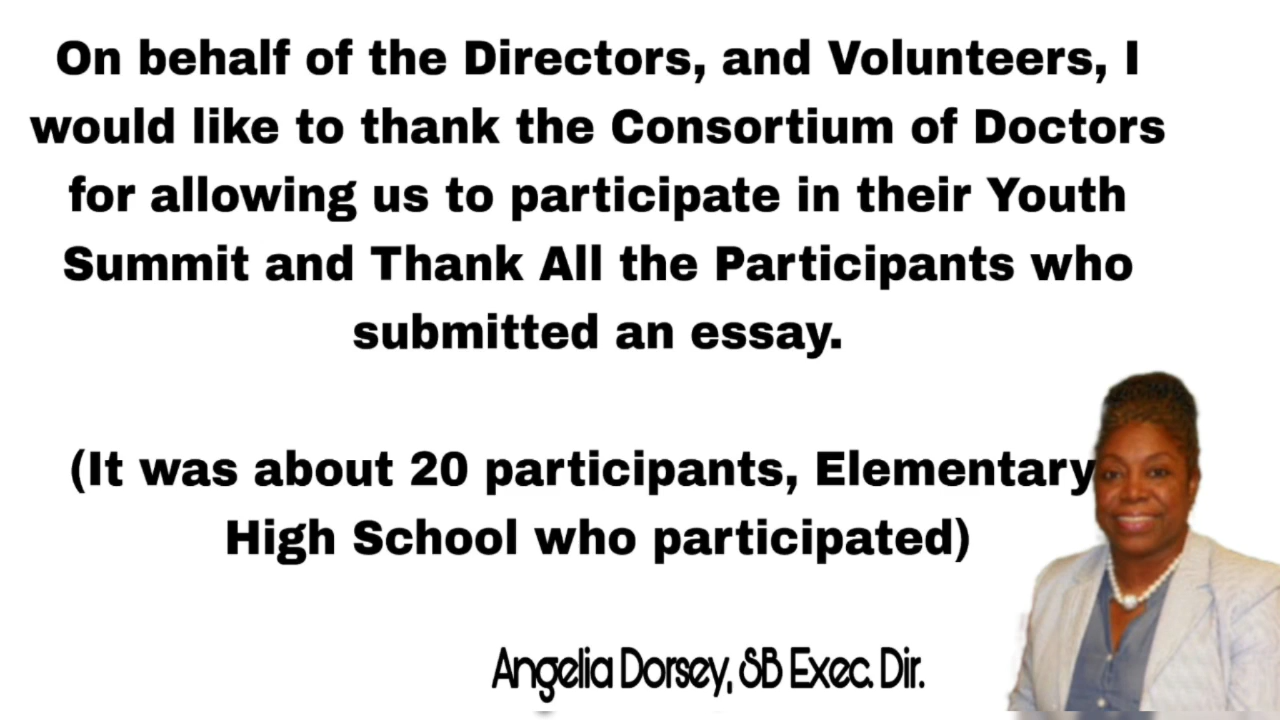 On behalf of the Directors, and Volunteers, I
would like to thank the Consortium of Doctors
for allowing us to participate in their Youth
Summit and Thank All the Participants who
submitted an essay.
(It was about 20 participants, Elementary
High School who participated)
Angelia Dorsey, SB Exec. Dir.